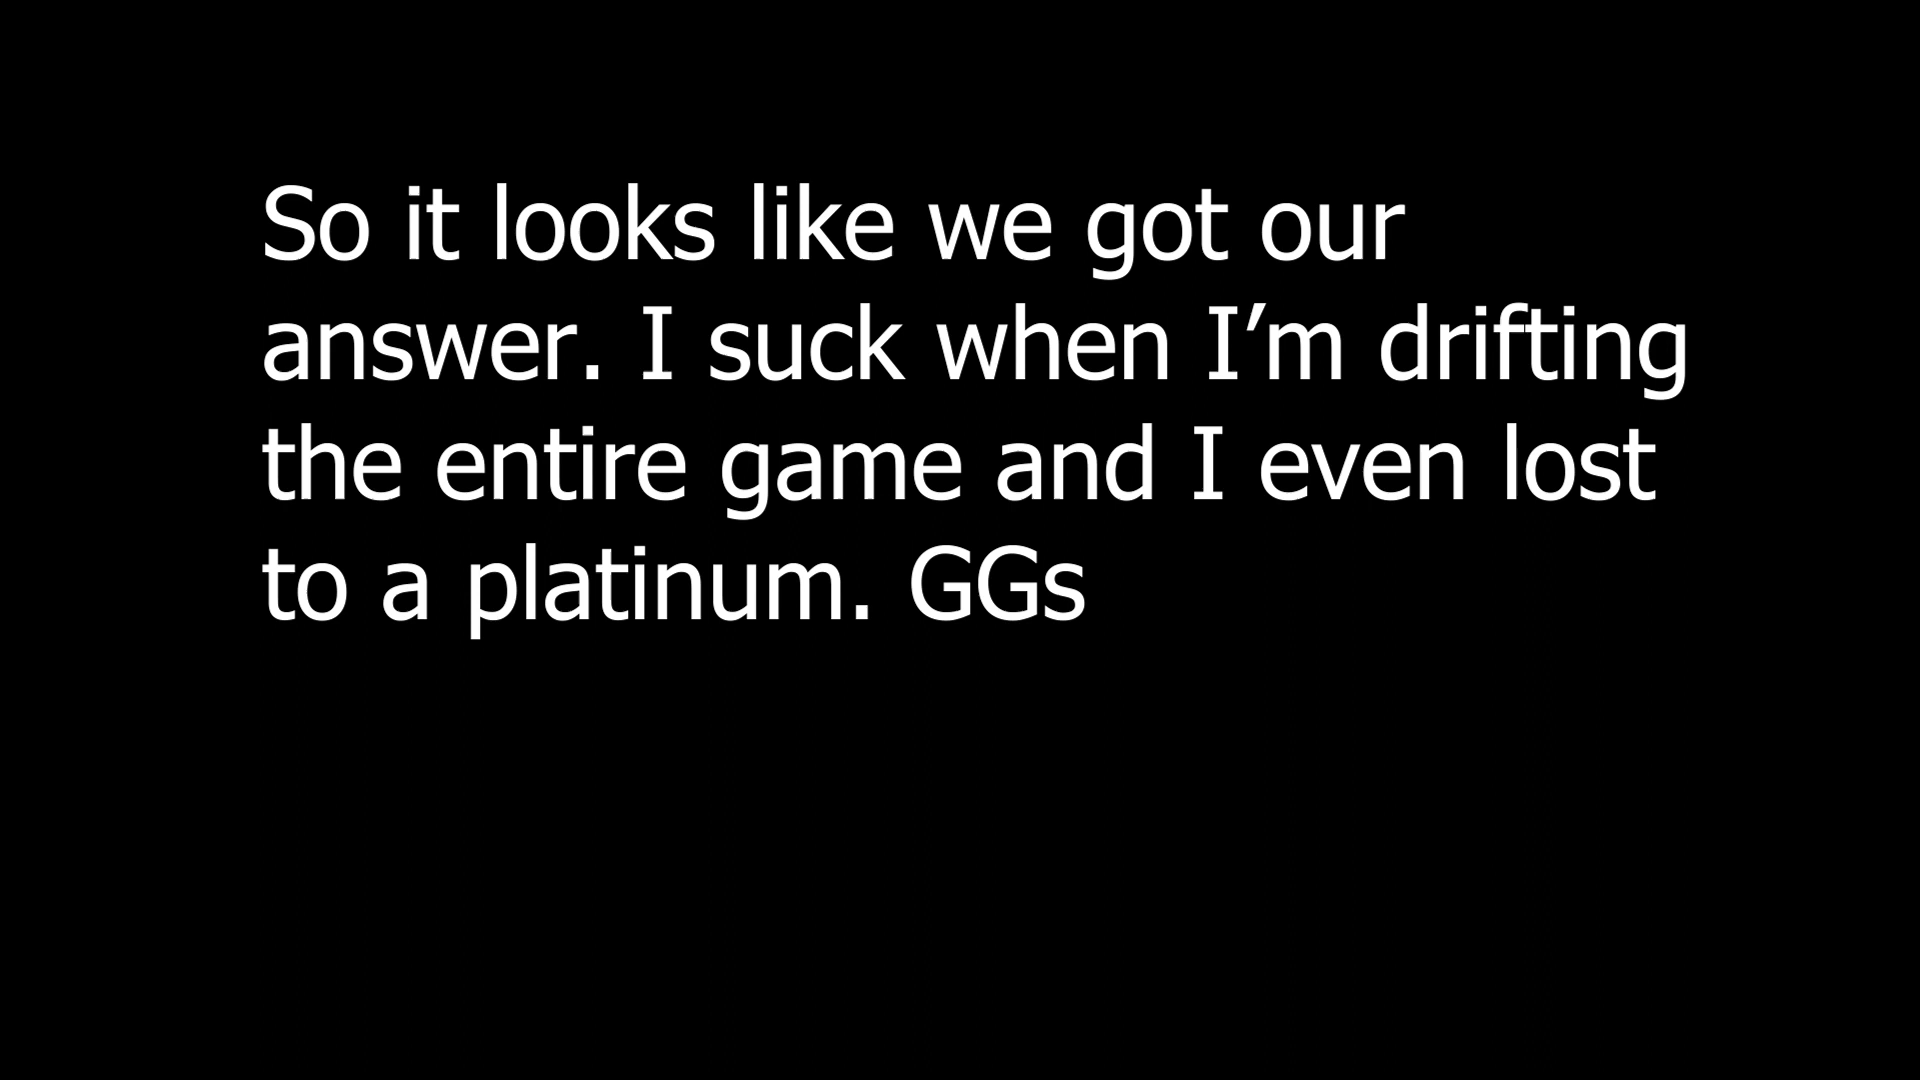 So it looks like we got our
answer. I suck when I’m drifting
the entire game and I even lost
to a platinum. GGs